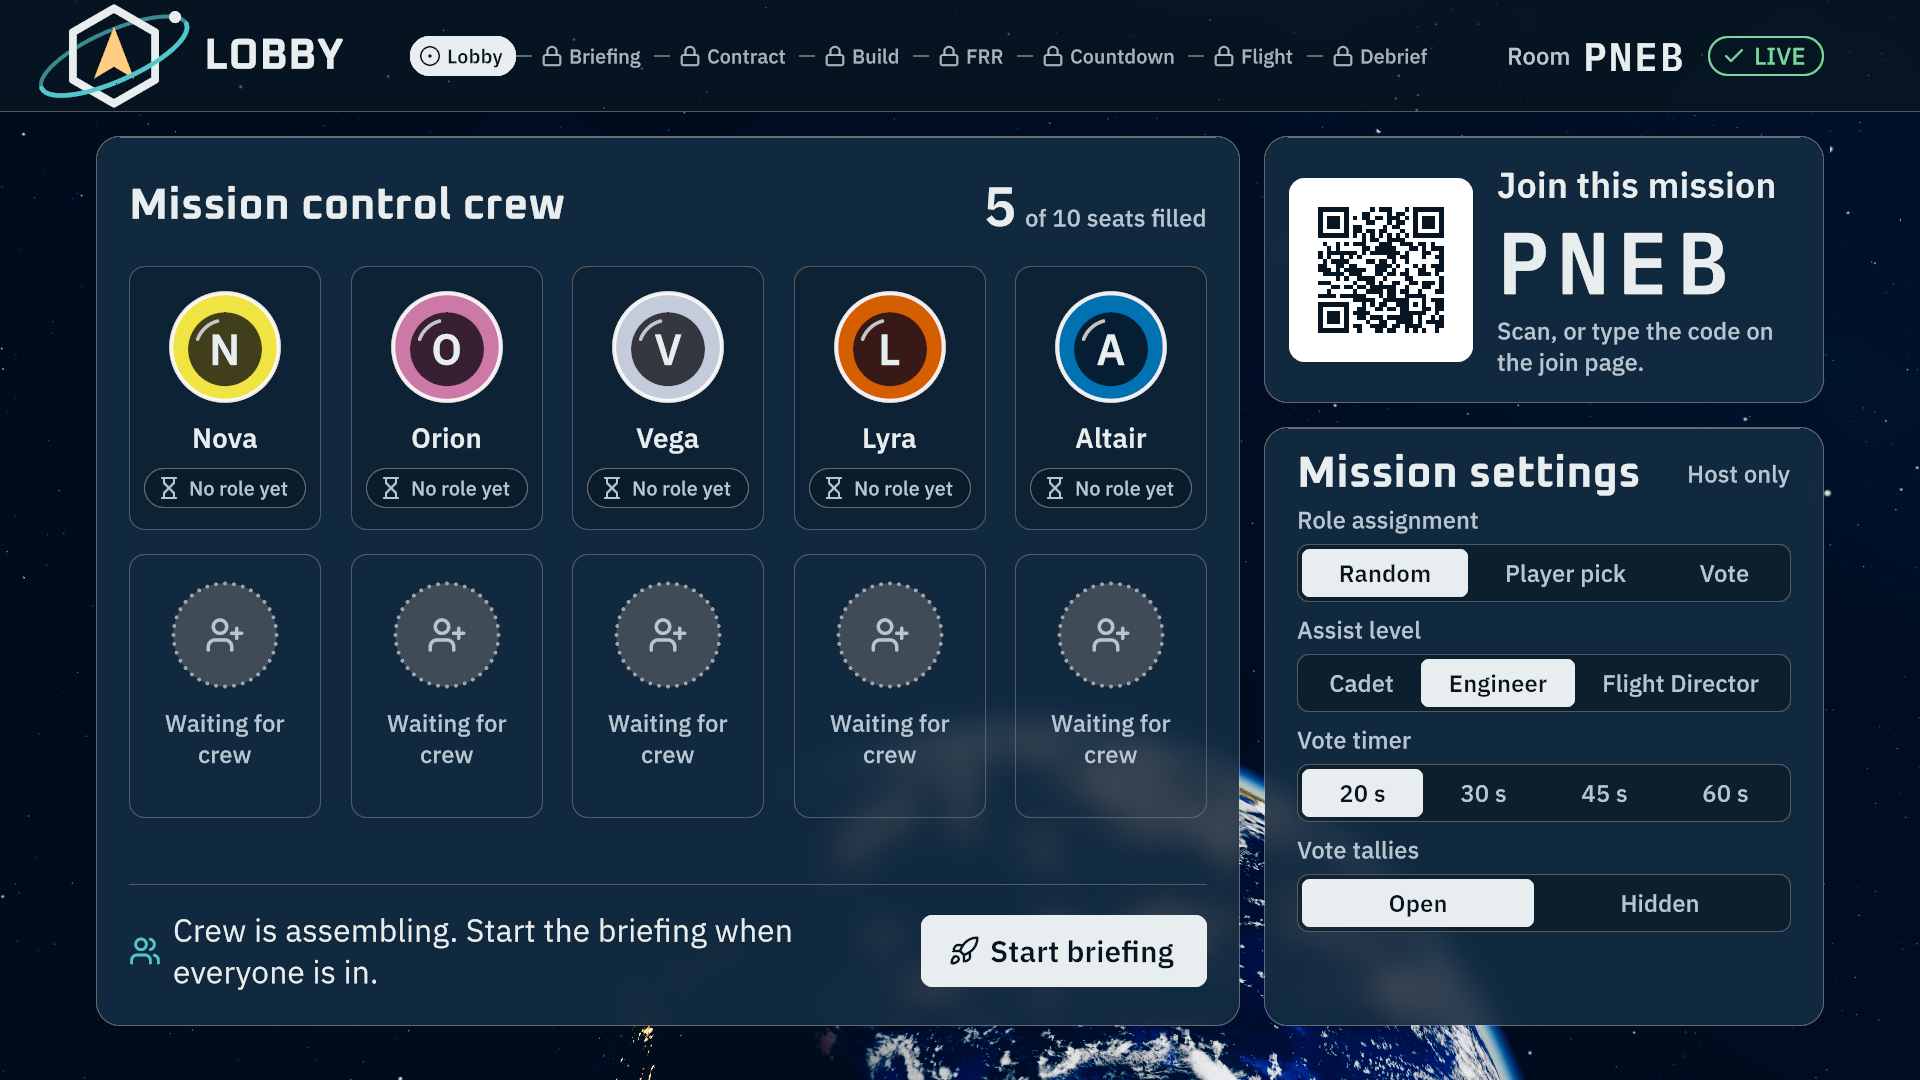 LOBBY
Lobby
Briefing
Contract
Build
FRR
Countdown
Flight
Debrief
Room PNEB
LIVE
Mission control crew
5 of 10 seats filled
N
O
V
L
A
Nova
Orion
Vega
Lyra
Altair
No role yet
No role yet
No role yet
No role yet
No role yet
Waiting for
crew
Waiting for
crew
Waiting for
crew
Waiting for
crew
Waiting for
crew
Crew is assembling. Start the briefing when
everyone is in.
Start briefing
Join this mission
PNEB
Scan, or type the code on
the join page.
Mission settings
Host only
Role assignment
Random
Player pick
Vote
Assist level
Cadet
Engineer
Flight Director
Vote timer
20 s
30 s
45 s
60 s
Vote tallies
Open
Hidden